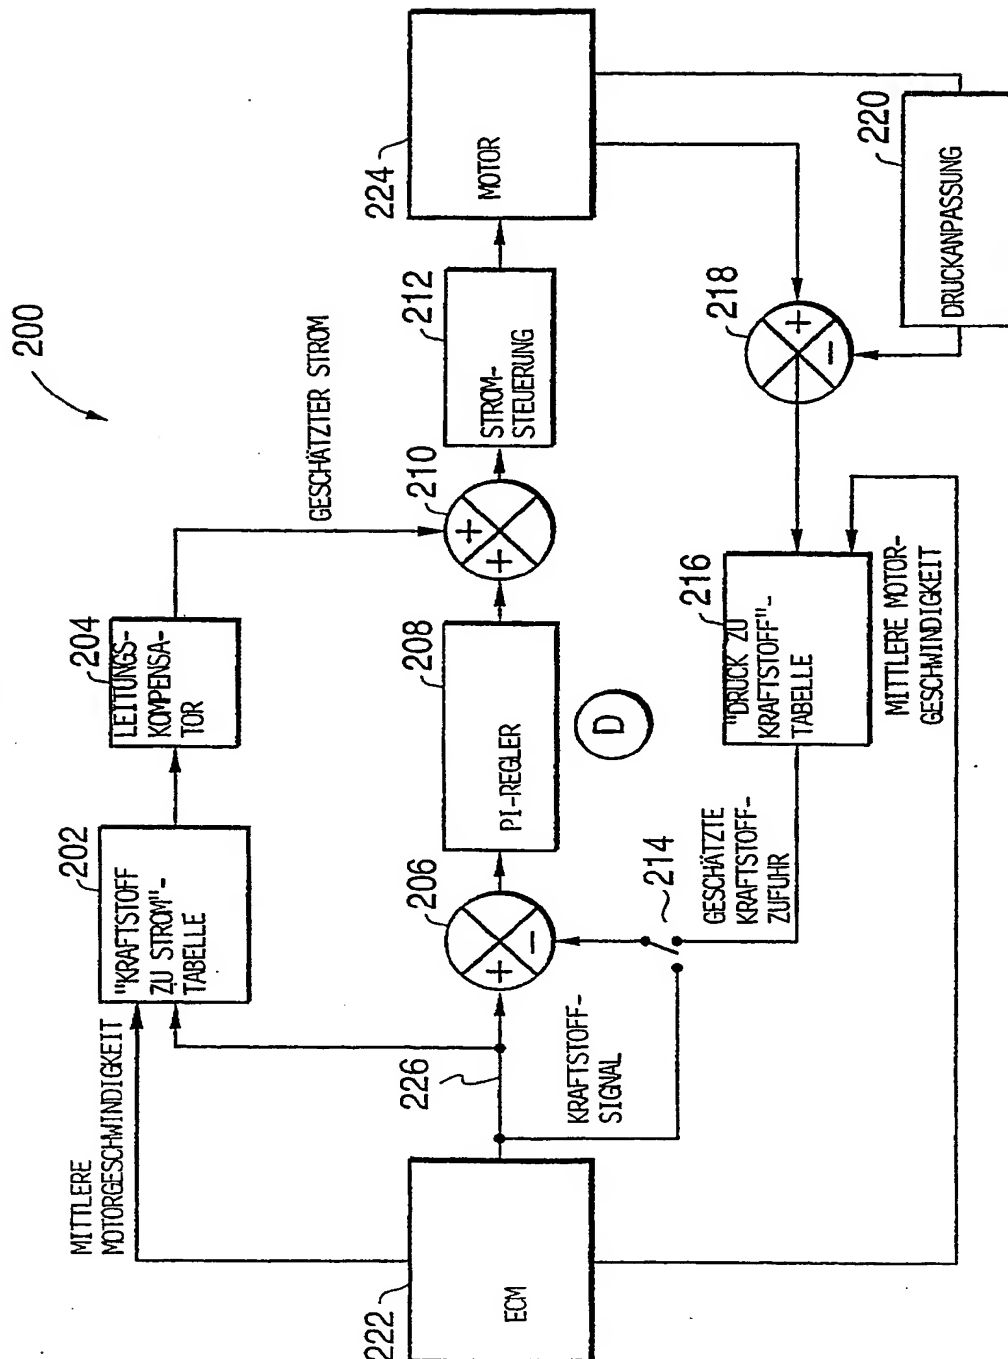 200
MITTLERE
MOTORGESCHWINDIGKEIT
202
"KRAFTSTOFF
ZU STROM"-
TABELLE
204
LEITUNGS-
KOMPENSA-
TOR
GESCHÄTZTER STROM
222
ECM
226
KRAFTSTOFF-
SIGNAL
206
+
−
208
PI-REGLER
210
+
+
212
STROM-
STEUERUNG
224
MOTOR
D
214
GESCHÄTZTE
KRAFTSTOFF-
ZUFUHR
216
"DRUCK ZU
KRAFTSTOFF"-
TABELLE
218
+
−
220
DRUCKANPASSUNG
MITTLERE MOTOR-
GESCHWINDIGKEIT